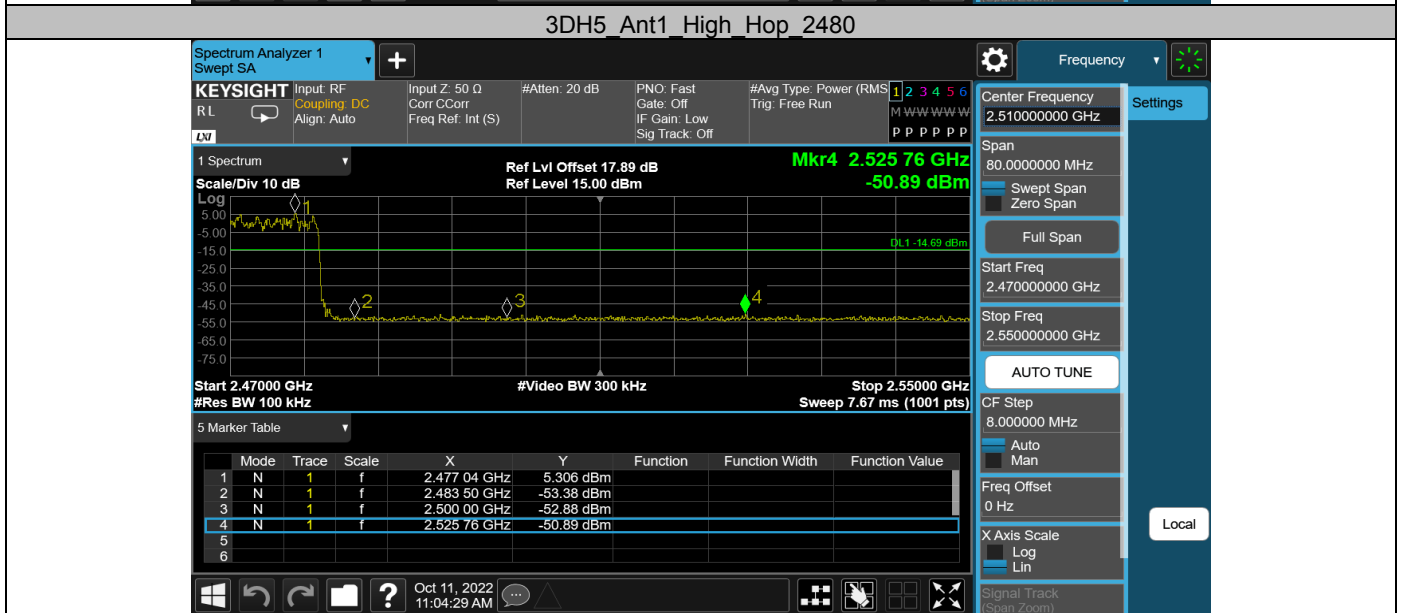 3DH5_Ant1_High_Hop_2480
Spectrum Analyzer 1
Swept SA
+
Frequency
KEYSIGHT
RL
LXI
Input: RF
Coupling: DC
Align: Auto
Input Z: 50 Ω
Corr CCorr
Freq Ref: Int (S)
#Atten: 20 dB
PNO: Fast
Gate: Off
IF Gain: Low
Sig Track: Off
#Avg Type: Power (RMS
Trig: Free Run
1 2 3 4 5 6
M W W W W W
P P P P P P
1 Spectrum
Scale/Div 10 dB
Ref Lvl Offset 17.89 dB
Ref Level 15.00 dBm
Mkr4 2.525 76 GHz
-50.89 dBm
Log
5.00
-5.00
-15.0
-25.0
-35.0
-45.0
-55.0
-65.0
-75.0
1
2
3
4
DL1 -14.69 dBm
Start 2.47000 GHz
#Res BW 100 kHz
#Video BW 300 kHz
Stop 2.55000 GHz
Sweep 7.67 ms (1001 pts)
5 Marker Table
Mode Trace Scale X Y Function Function Width Function Value
1 N 1 f 2.477 04 GHz 5.306 dBm
2 N 1 f 2.483 50 GHz -53.38 dBm
3 N 1 f 2.500 00 GHz -52.88 dBm
4 N 1 f 2.525 76 GHz -50.89 dBm
5
6
?
Oct 11, 2022
11:04:29 AM
Center Frequency
2.510000000 GHz
Settings
Span
80.0000000 MHz
Swept Span
Zero Span
Full Span
Start Freq
2.470000000 GHz
Stop Freq
2.550000000 GHz
AUTO TUNE
CF Step
8.000000 MHz
Auto
Man
Freq Offset
0 Hz
Local
X Axis Scale
Log
Lin
Signal Track
(Span Zoom)